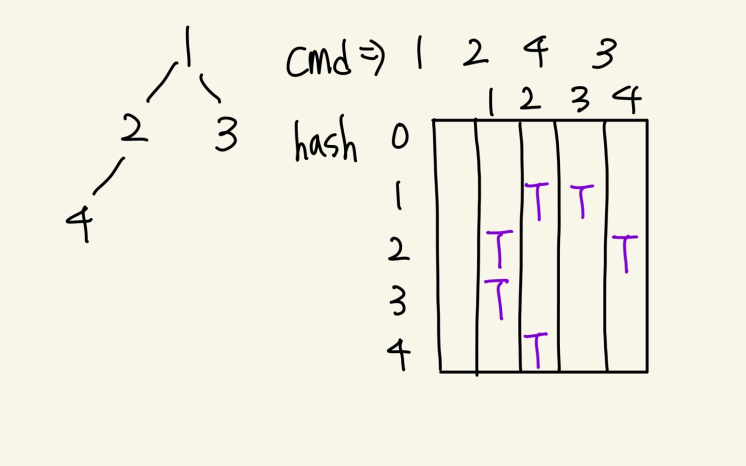 1
2 3
4
cmd ⇒ 1 2 4 3
1 2 3 4
hash 0
1 T T
2 T T
3 T
4 T